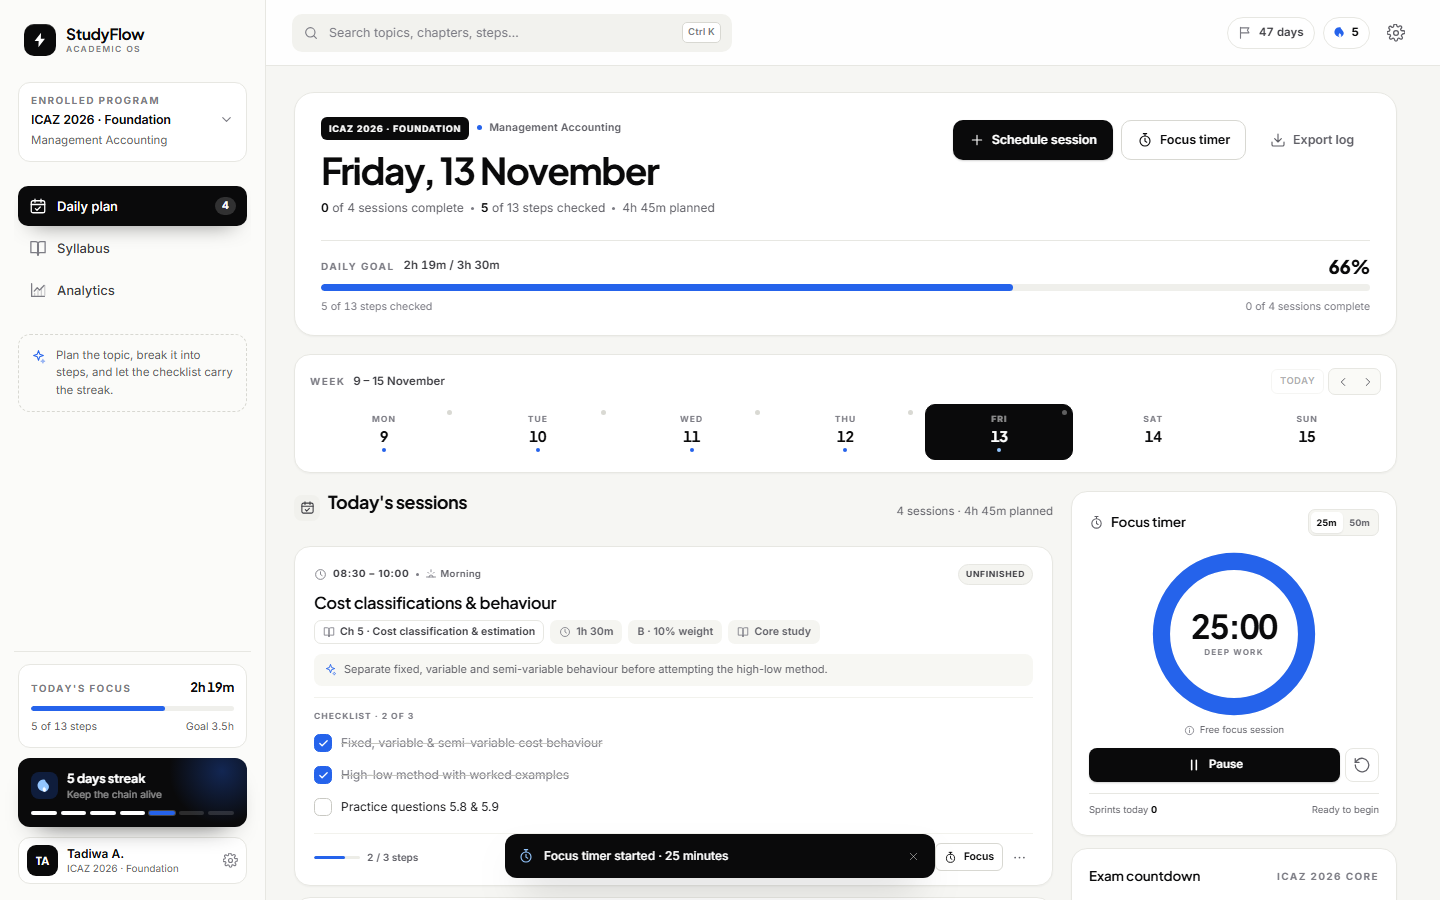 StudyFlow
ACADEMIC OS
ENROLLED PROGRAM
ICAZ 2026 · Foundation
Management Accounting
Daily plan 4
Syllabus
Analytics
Plan the topic, break it into
steps, and let the checklist carry
the streak.
TODAY'S FOCUS 2h19m
5 of 13 steps Goal 3.5h
5 days streak
Keep the chain alive
TA
Tadiwa A.
ICAZ 2026 · Foundation
Search topics, chapters, steps... Ctrl K
47 days 5
ICAZ 2026 · FOUNDATION • Management Accounting
Schedule session Focus timer Export log
Friday, 13 November
0 of 4 sessions complete • 5 of 13 steps checked • 4h 45m planned
DAILY GOAL 2h 19m / 3h 30m 66%
5 of 13 steps checked 0 of 4 sessions complete
WEEK 9 – 15 November TODAY
MON TUE WED THU FRI SAT SUN
9 10 11 12 13 14 15
Today's sessions 4 sessions · 4h 45m planned
08:30 – 10:00 • Morning UNFINISHED
Cost classifications & behaviour
Ch 5 · Cost classification & estimation 1h 30m B · 10% weight Core study
Separate fixed, variable and semi-variable behaviour before attempting the high-low method.
CHECKLIST · 2 OF 3
Fixed, variable & semi-variable cost behaviour
High-low method with worked examples
Practice questions 5.8 & 5.9
2 / 3 steps Focus ...
Focus timer started · 25 minutes
Focus timer 25m 50m
25:00
DEEP WORK
Free focus session
Pause
Sprints today 0 Ready to begin
Exam countdown ICAZ 2026 CORE